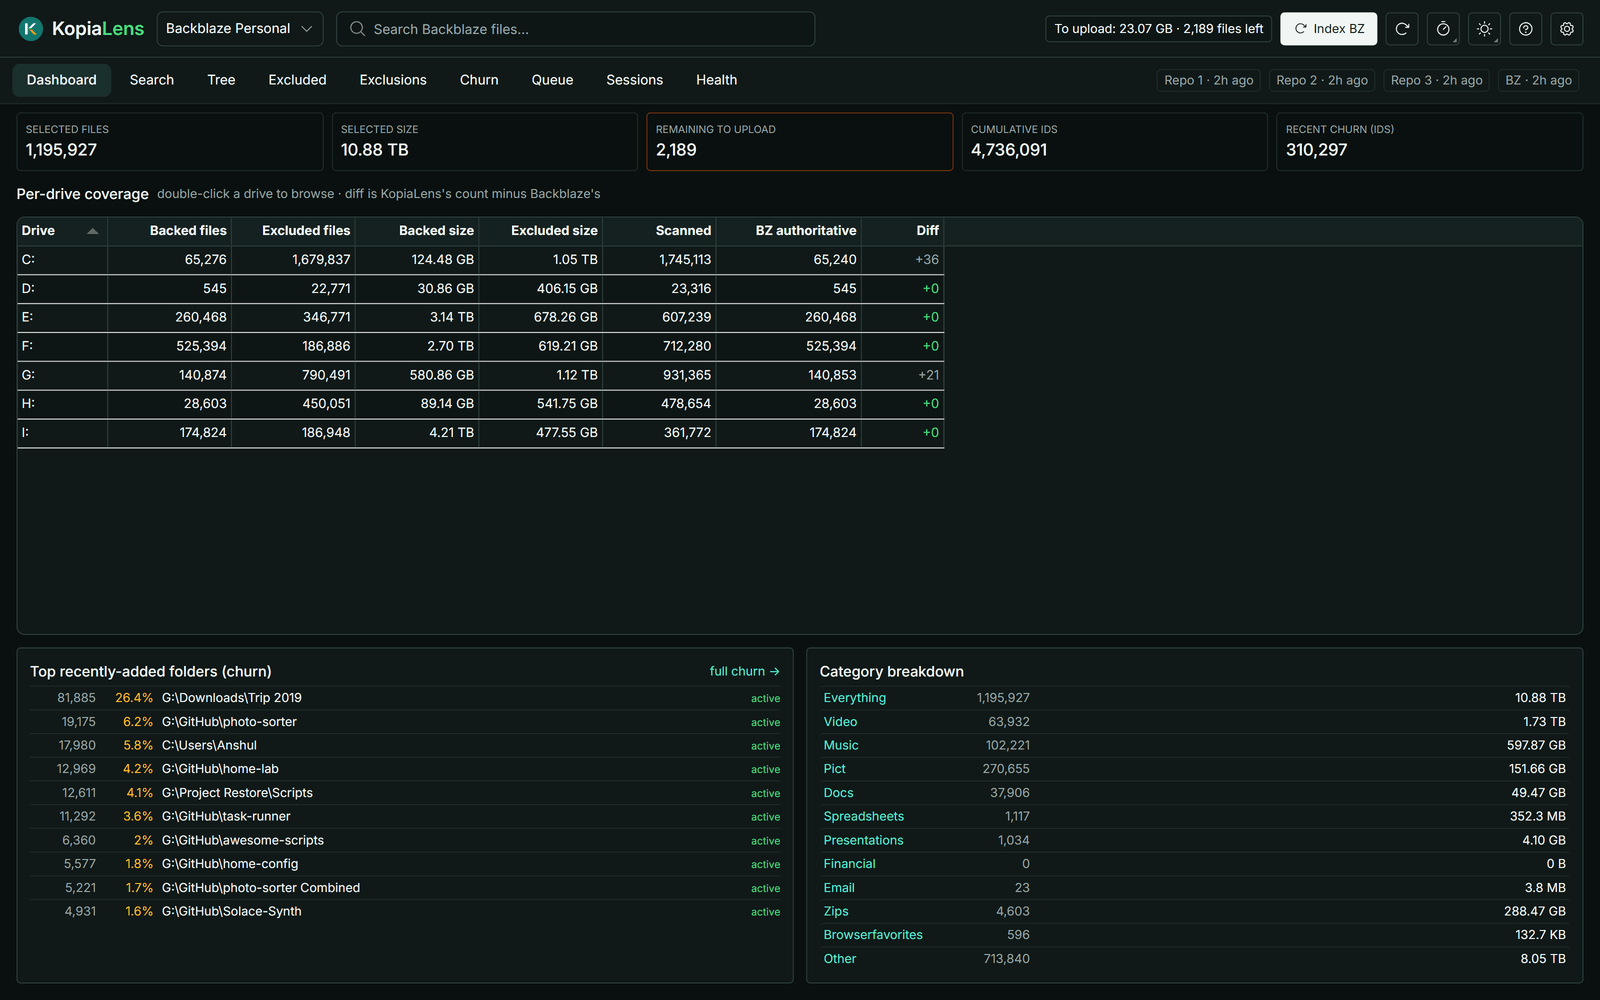 KopiaLens
Backblaze Personal
Search Backblaze files...
To upload: 23.07 GB · 2,189 files left
Index BZ
Dashboard Search Tree Excluded Exclusions Churn Queue Sessions Health
Repo 1 · 2h ago Repo 2 · 2h ago Repo 3 · 2h ago BZ · 2h ago
SELECTED FILES
1,195,927
SELECTED SIZE
10.88 TB
REMAINING TO UPLOAD
2,189
CUMULATIVE IDS
4,736,091
RECENT CHURN (IDS)
310,297
Per-drive coverage double-click a drive to browse · diff is KopiaLens's count minus Backblaze's
Drive Backed files Excluded files Backed size Excluded size Scanned BZ authoritative Diff
C: 65,276 1,679,837 124.48 GB 1.05 TB 1,745,113 65,240 +36
D: 545 22,771 30.86 GB 406.15 GB 23,316 545 +0
E: 260,468 346,771 3.14 TB 678.26 GB 607,239 260,468 +0
F: 525,394 186,886 2.70 TB 619.21 GB 712,280 525,394 +0
G: 140,874 790,491 580.86 GB 1.12 TB 931,365 140,853 +21
H: 28,603 450,051 89.14 GB 541.75 GB 478,654 28,603 +0
I: 174,824 186,948 4.21 TB 477.55 GB 361,772 174,824 +0
Top recently-added folders (churn) full churn →
81,885 26.4% G:\Downloads\Trip 2019 active
19,175 6.2% G:\GitHub\photo-sorter active
17,980 5.8% C:\Users\Anshul active
12,969 4.2% G:\GitHub\home-lab active
12,611 4.1% G:\Project Restore\Scripts active
11,292 3.6% G:\GitHub\task-runner active
6,360 2% G:\GitHub\awesome-scripts active
5,577 1.8% G:\GitHub\home-config active
5,221 1.7% G:\GitHub\photo-sorter Combined active
4,931 1.6% G:\GitHub\Solace-Synth active
Category breakdown
Everything 1,195,927 10.88 TB
Video 63,932 1.73 TB
Music 102,221 597.87 GB
Pict 270,655 151.66 GB
Docs 37,906 49.47 GB
Spreadsheets 1,117 352.3 MB
Presentations 1,034 4.10 GB
Financial 0 0 B
Email 23 3.8 MB
Zips 4,603 288.47 GB
Browserfavorites 596 132.7 KB
Other 713,840 8.05 TB